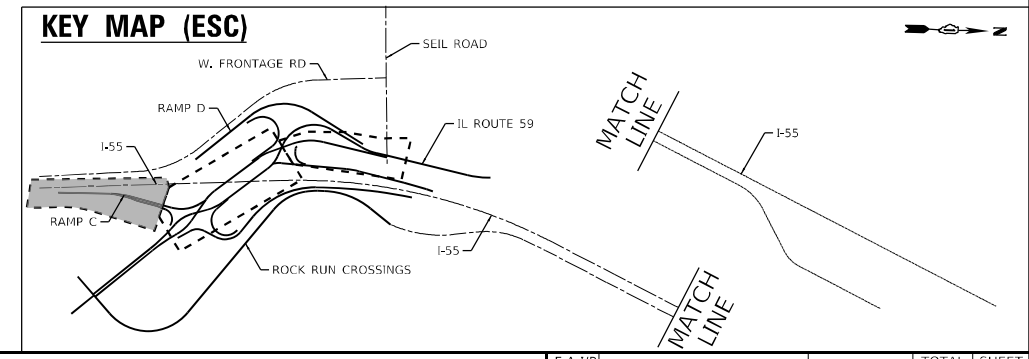 KEY MAP (ESC)
N
SEIL ROAD
W. FRONTAGE RD
RAMP D
IL ROUTE 59
I-55
RAMP C
ROCK RUN CROSSINGS
I-55
MATCH
LINE
MATCH
LINE
I-55
TOTAL
SHEET